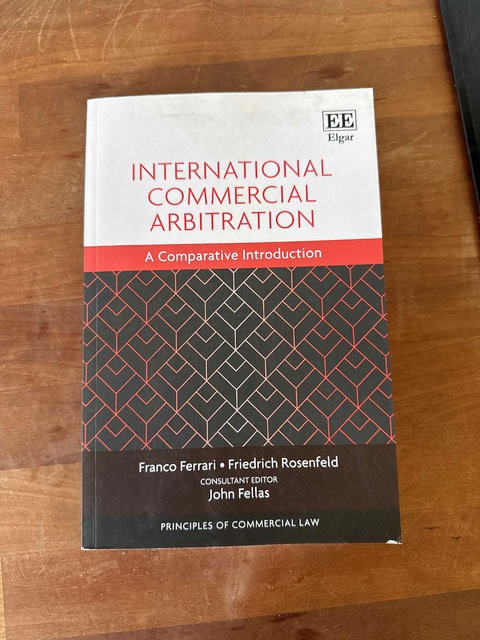 EE
Elgar
INTERNATIONAL
COMMERCIAL
ARBITRATION
A Comparative Introduction
Franco Ferrari • Friedrich Rosenfeld
CONSULTANT EDITOR
John Fellas
PRINCIPLES OF COMMERCIAL LAW